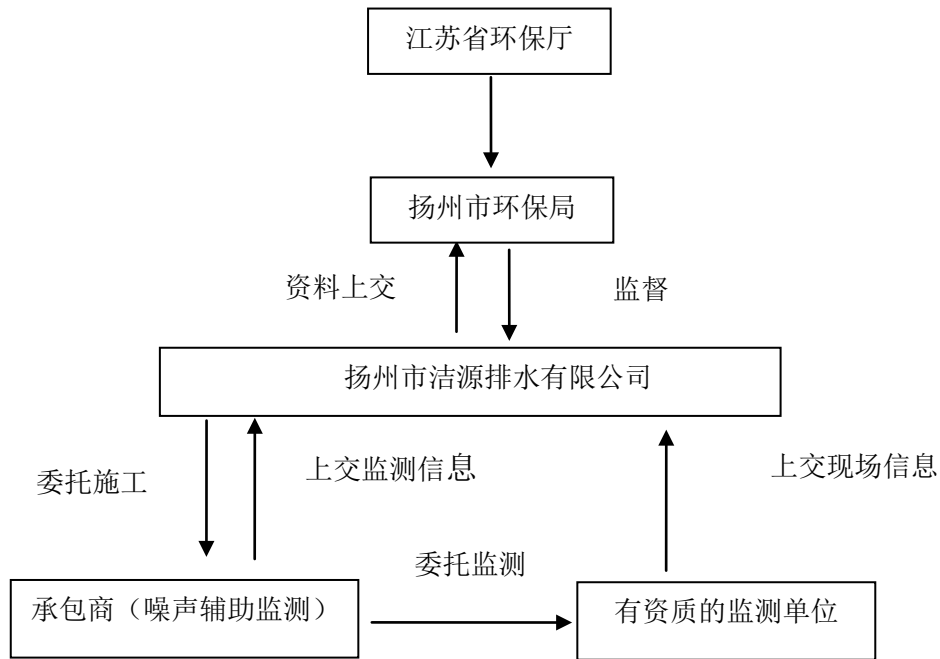 江苏省环保厅
扬州市环保局
资料上交
监督
扬州市洁源排水有限公司
委托施工
上交监测信息
上交现场信息
委托监测
承包商（噪声辅助监测）
有资质的监测单位